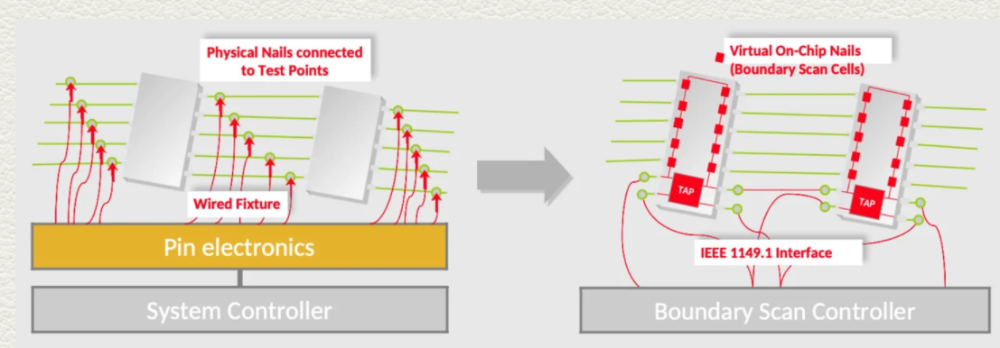 Physical Nails connected
to Test Points
Wired Fixture
Pin electronics
System Controller
Virtual On-Chip Nails
(Boundary Scan Cells)
TAP
TAP
IEEE 1149.1 Interface
Boundary Scan Controller